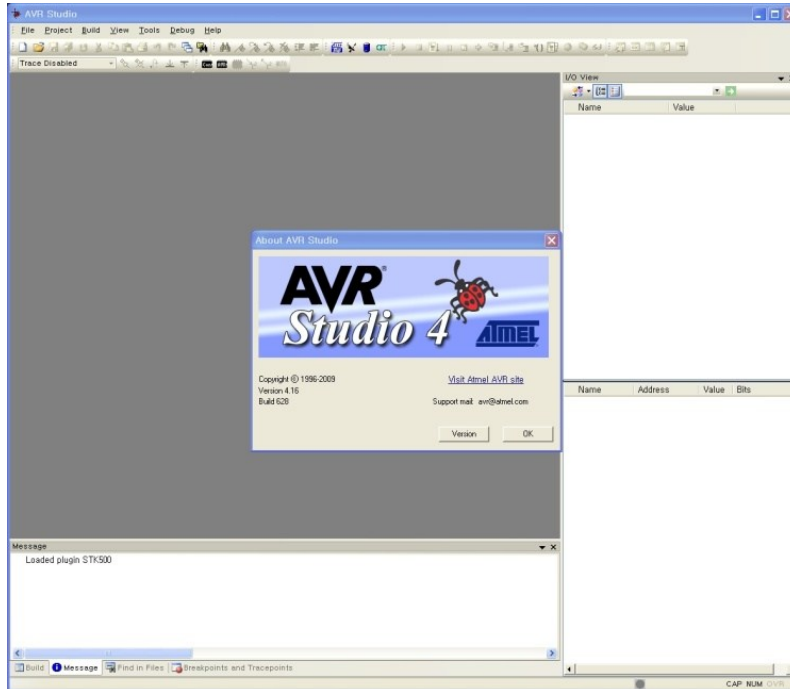 AVR Studio
File Project Build View Tools Debug Help
Trace Disabled
I/O View
Name Value
About AVR Studio
AVR
Studio 4
ATMEL
Copyright © 1996-2009
Visit Atmel AVR site
Version 4.16
Build 628
Support mail: avr@atmel.com
Version OK
Name Address Value Bits
Message
Loaded plugin STK500
Build Message Find in Files Breakpoints and Tracepoints
CAP NUM OVR